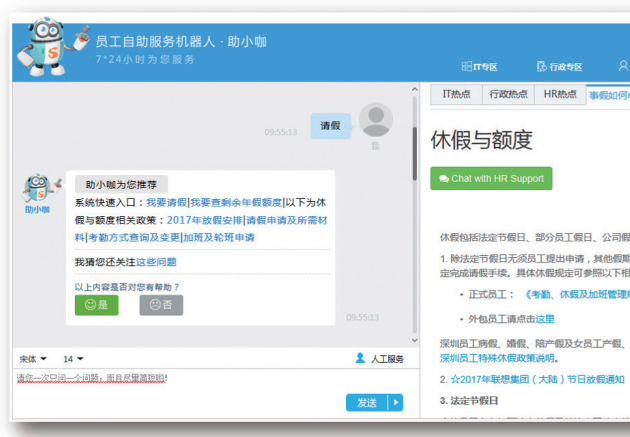 员工自助服务机器人·助小咖
7*24小时为您服务
IT专区
行政专区
请假
09:55:13
我
助小咖
助小咖为您推荐
系统快速入口：我要请假|我要查剩余年假额度|以下为休
假与额度相关政策：2017年放假安排|请假申请及所需材
料|考勤方式查询及变更|加班及轮班申请
我猜您还关注这些问题
以上内容是否对您有帮助？
是
否
09:55:13
宋体
14
人工服务
请您一次只问一个问题，而且尽量简短哟!
发送
IT热点
行政热点
HR热点
事假如何
休假与额度
Chat with HR Support
休假包括法定节假日、部分员工假日、公司假
1. 除法定节假日无须员工提出申请，其他假期
定完成请假手续。具体休假规定可参照以下相
• 正式员工：《考勤、休假及加班管理规
• 外包员工请点击这里
深圳员工病假、婚假、陪产假及女员工产假、
深圳员工特殊休假政策说明。
2. ☆2017年联想集团（大陆）节日放假通知
3. 法定节假日